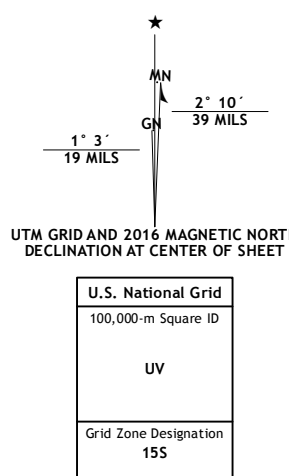 MN
2° 10´
39 MILS
GN
1° 3´
19 MILS
UTM GRID AND 2016 MAGNETIC NORT
DECLINATION AT CENTER OF SHEET
U.S. National Grid
100,000-m Square ID
UV
Grid Zone Designation
15S